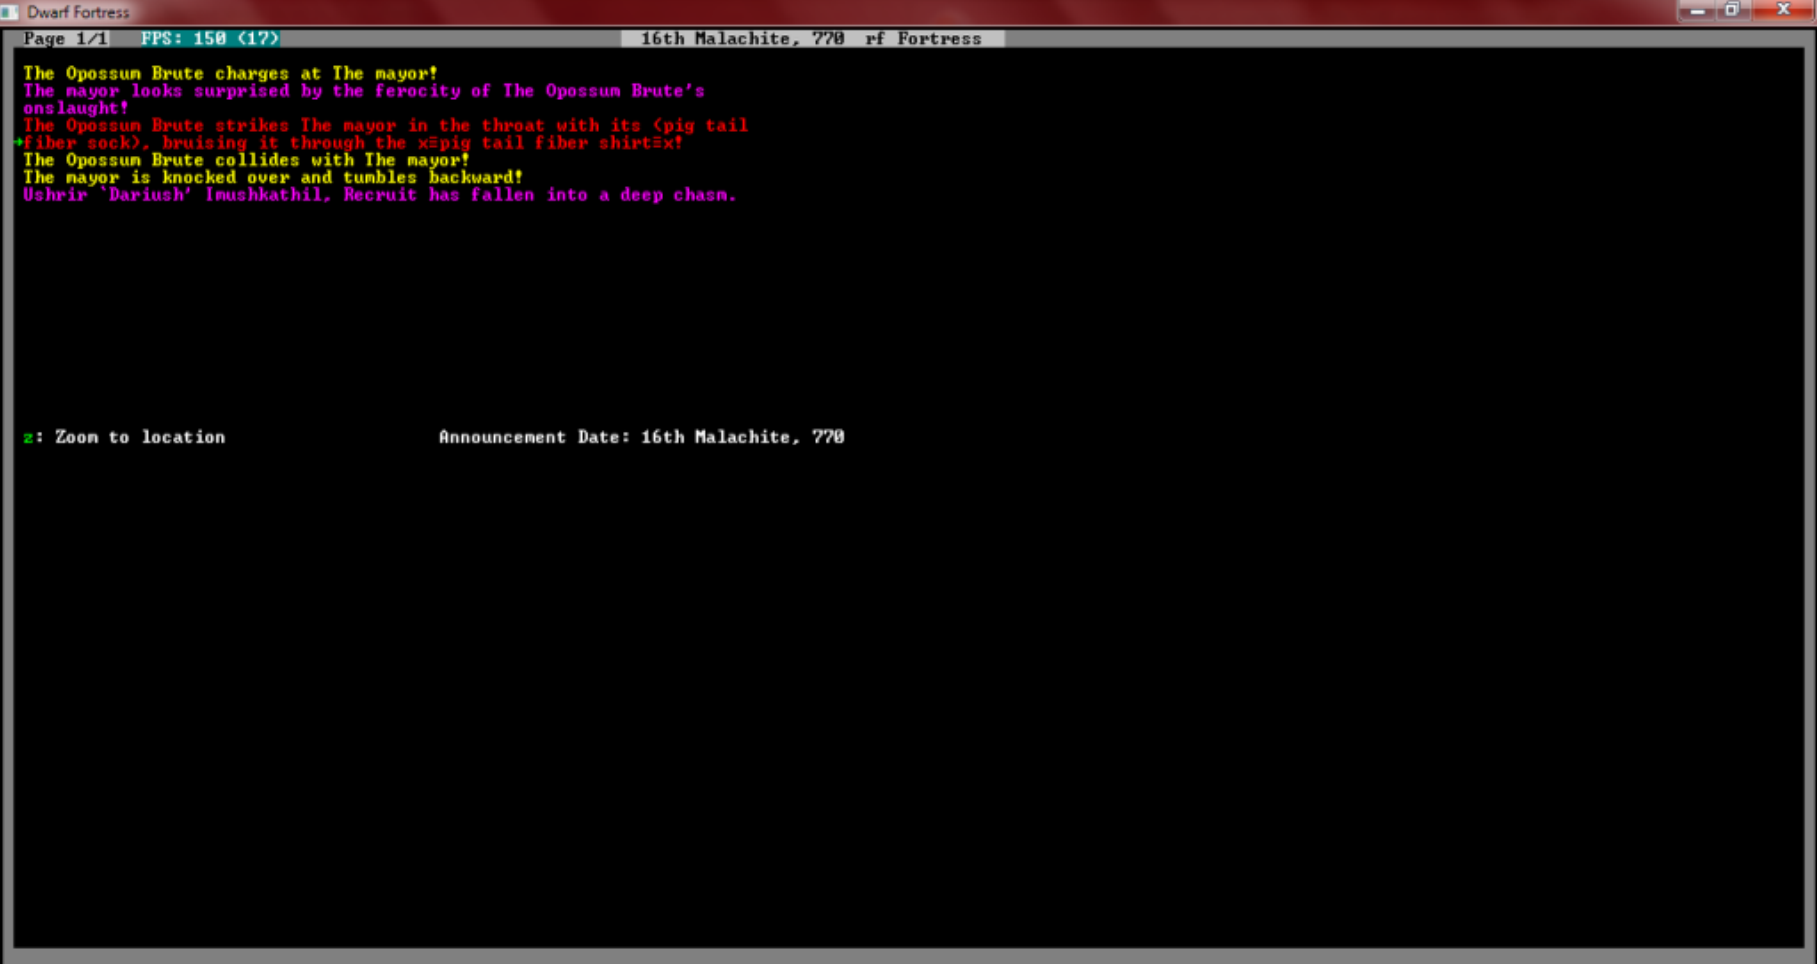 Dwarf Fortress
Page 1/1 FPS: 150 (17) 16th Malachite, 770 rf Fortress
The Opossum Brute charges at The mayor!
The mayor looks surprised by the ferocity of The Opossum Brute's
onslaught!
The Opossum Brute strikes The mayor in the throat with its (pig tail
fiber sock), bruising it through the x≡pig tail fiber shirt≡x!
The Opossum Brute collides with The mayor!
The mayor is knocked over and tumbles backward!
Ushrir `Dariush' Imushkathil, Recruit has fallen into a deep chasm.
z: Zoom to location Announcement Date: 16th Malachite, 770